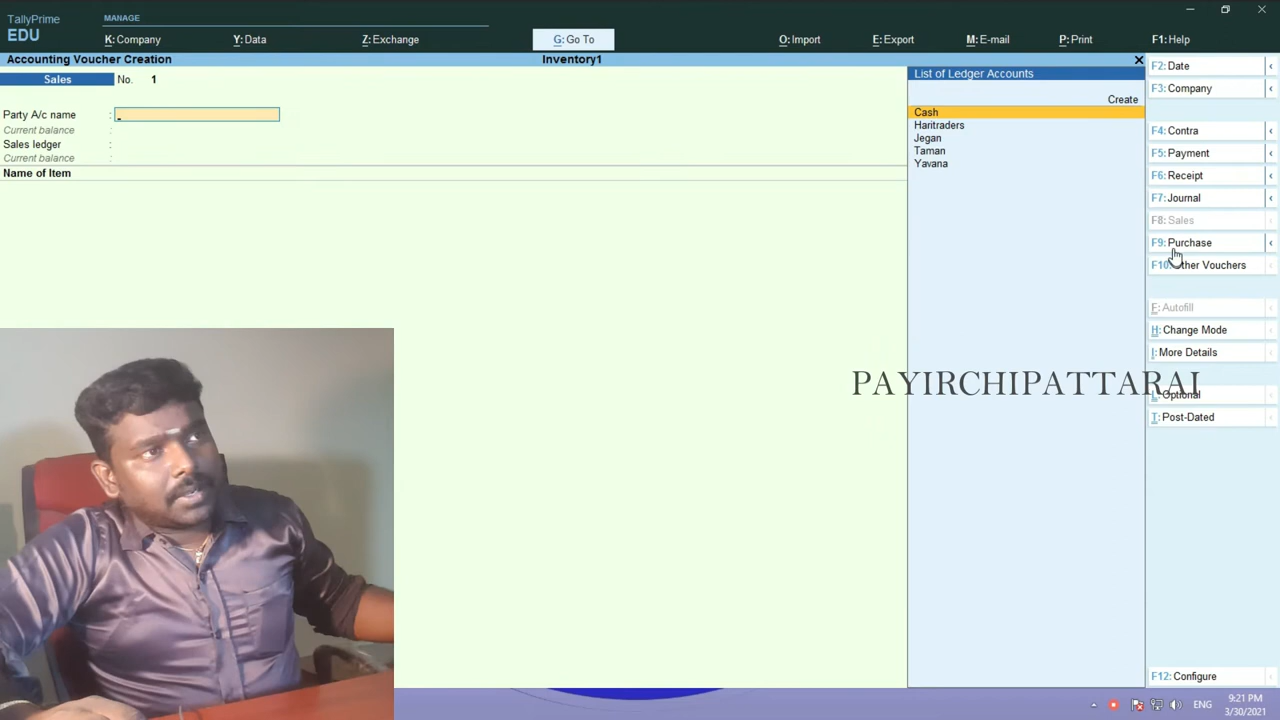 TallyPrime
EDU
MANAGE
K: Company
Y: Data
Z: Exchange
G: Go To
O: Import
E: Export
M: E-mail
P: Print
F1: Help
Accounting Voucher Creation
Inventory1
Sales No. 1
Party A/c name :
Current balance :
Sales ledger :
Current balance :
Name of Item
List of Ledger Accounts
Create
Cash
Haritraders
Jegan
Taman
Yavana
F2: Date
F3: Company
F4: Contra
F5: Payment
F6: Receipt
F7: Journal
F8: Sales
F9: Purchase
F10: Other Vouchers
F: Autofill
H: Change Mode
I: More Details
PAYIRCHIPATTARAI
L: Optional
T: Post-Dated
F12: Configure
ENG
9:21 PM
3/30/2021